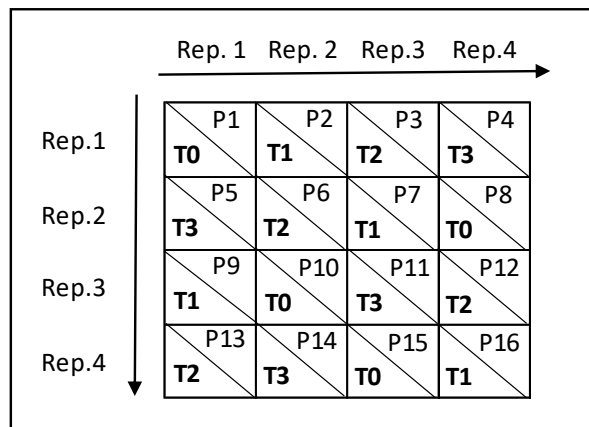 Rep. 1 Rep. 2 Rep.3 Rep.4
Rep.1
P1 P2 P3 P4
T0 T1 T2 T3
Rep.2
P5 P6 P7 P8
T3 T2 T1 T0
Rep.3
P9 P10 P11 P12
T1 T0 T3 T2
Rep.4
P13 P14 P15 P16
T2 T3 T0 T1